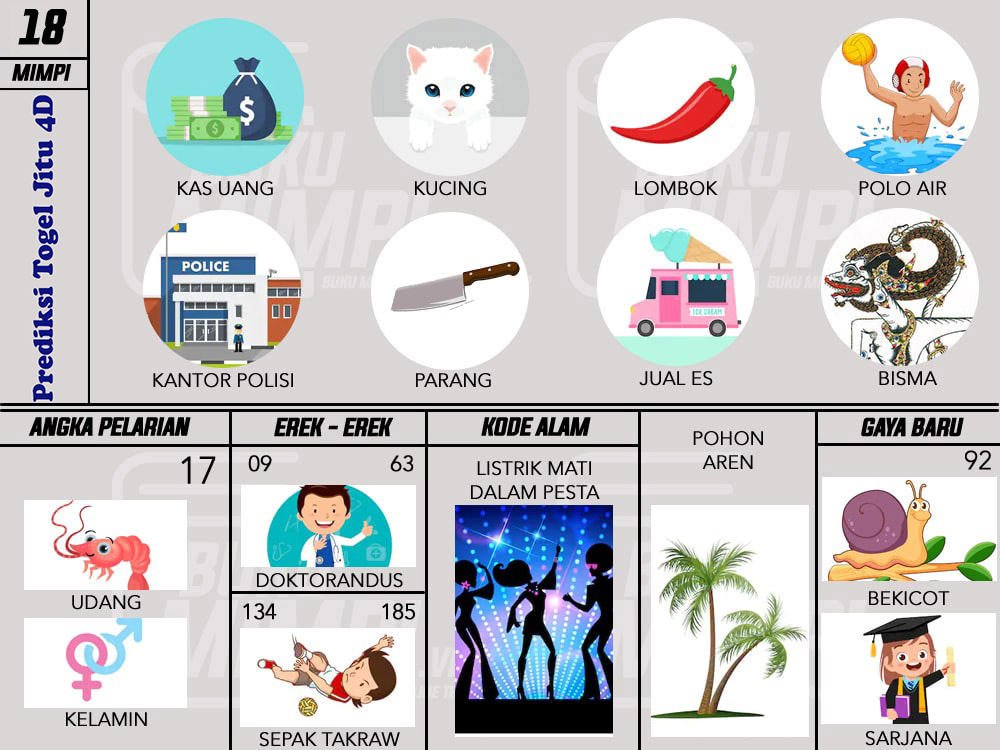 18
MIMPI
Prediksi Togel Jitu 4D
KAS UANG
KUCING
LOMBOK
POLO AIR
POLICE
ICE CREAM
KANTOR POLISI
PARANG
JUAL ES
BISMA
ANGKA PELARIAN
17
UDANG
KELAMIN
EREK - EREK
09 63
DOKTORANDUS
134 185
SEPAK TAKRAW
KODE ALAM
LISTRIK MATI
DALAM PESTA
POHON
AREN
GAYA BARU
92
BEKICOT
SARJANA